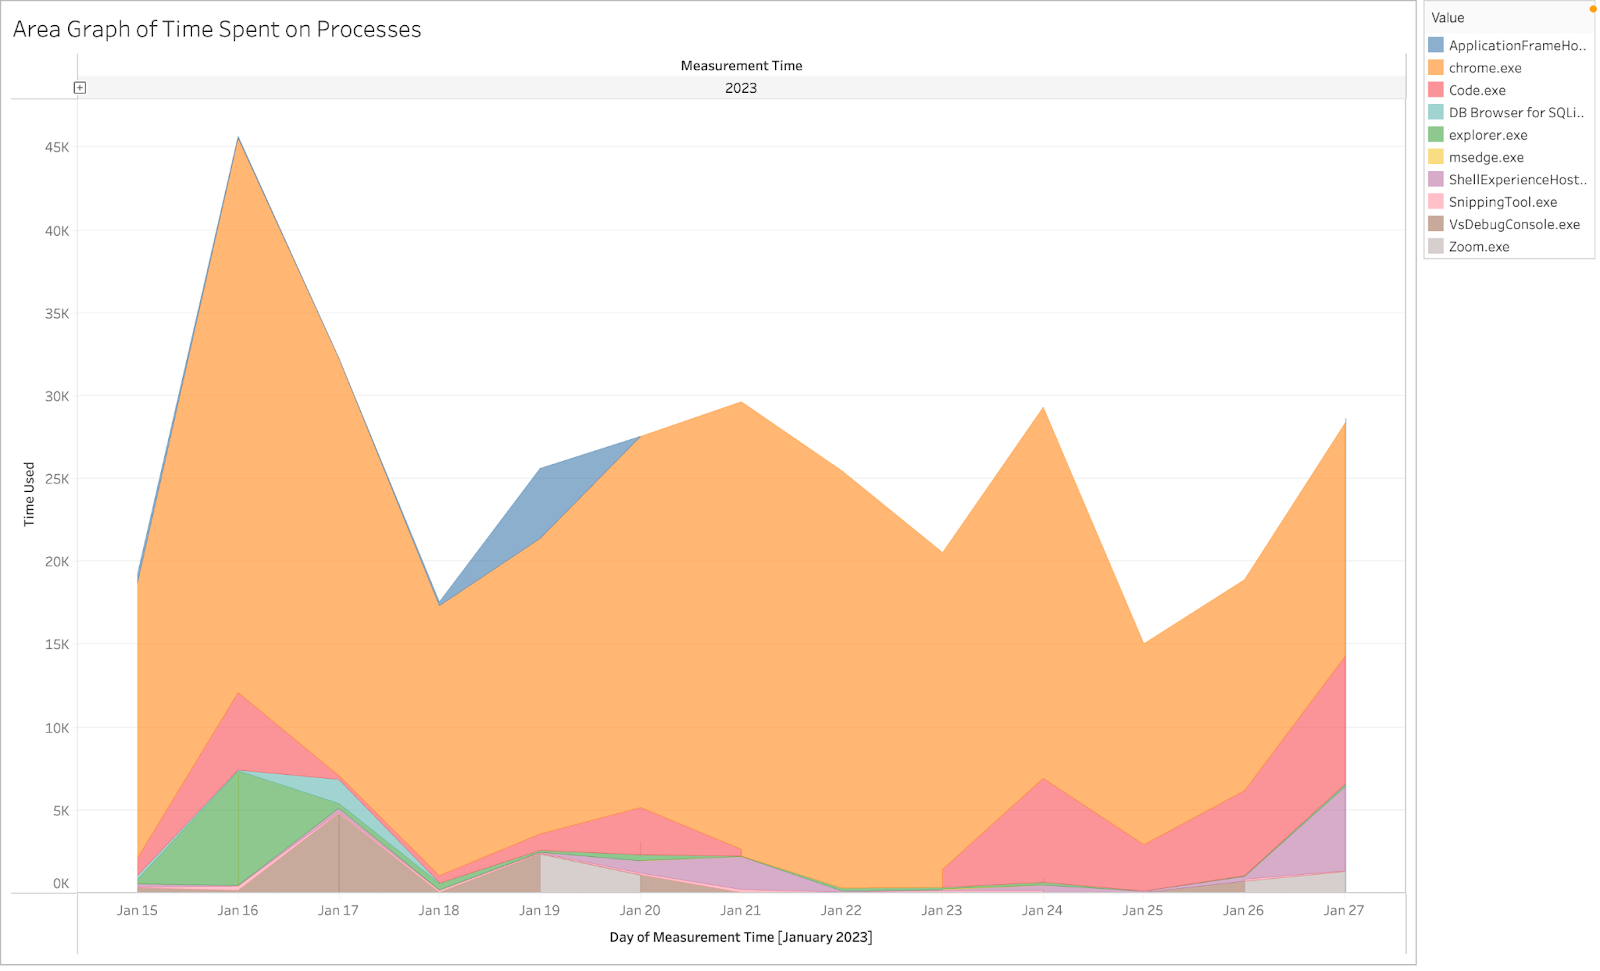 Area Graph of Time Spent on Processes
Measurement Time
2023
45K
40K
35K
30K
25K
20K
15K
10K
5K
0K
Time Used
Jan 15 Jan 16 Jan 17 Jan 18 Jan 19 Jan 20 Jan 21 Jan 22 Jan 23 Jan 24 Jan 25 Jan 26 Jan 27
Day of Measurement Time [January 2023]
Value
ApplicationFrameHo..
chrome.exe
Code.exe
DB Browser for SQLi..
explorer.exe
msedge.exe
ShellExperienceHost..
SnippingTool.exe
VsDebugConsole.exe
Zoom.exe